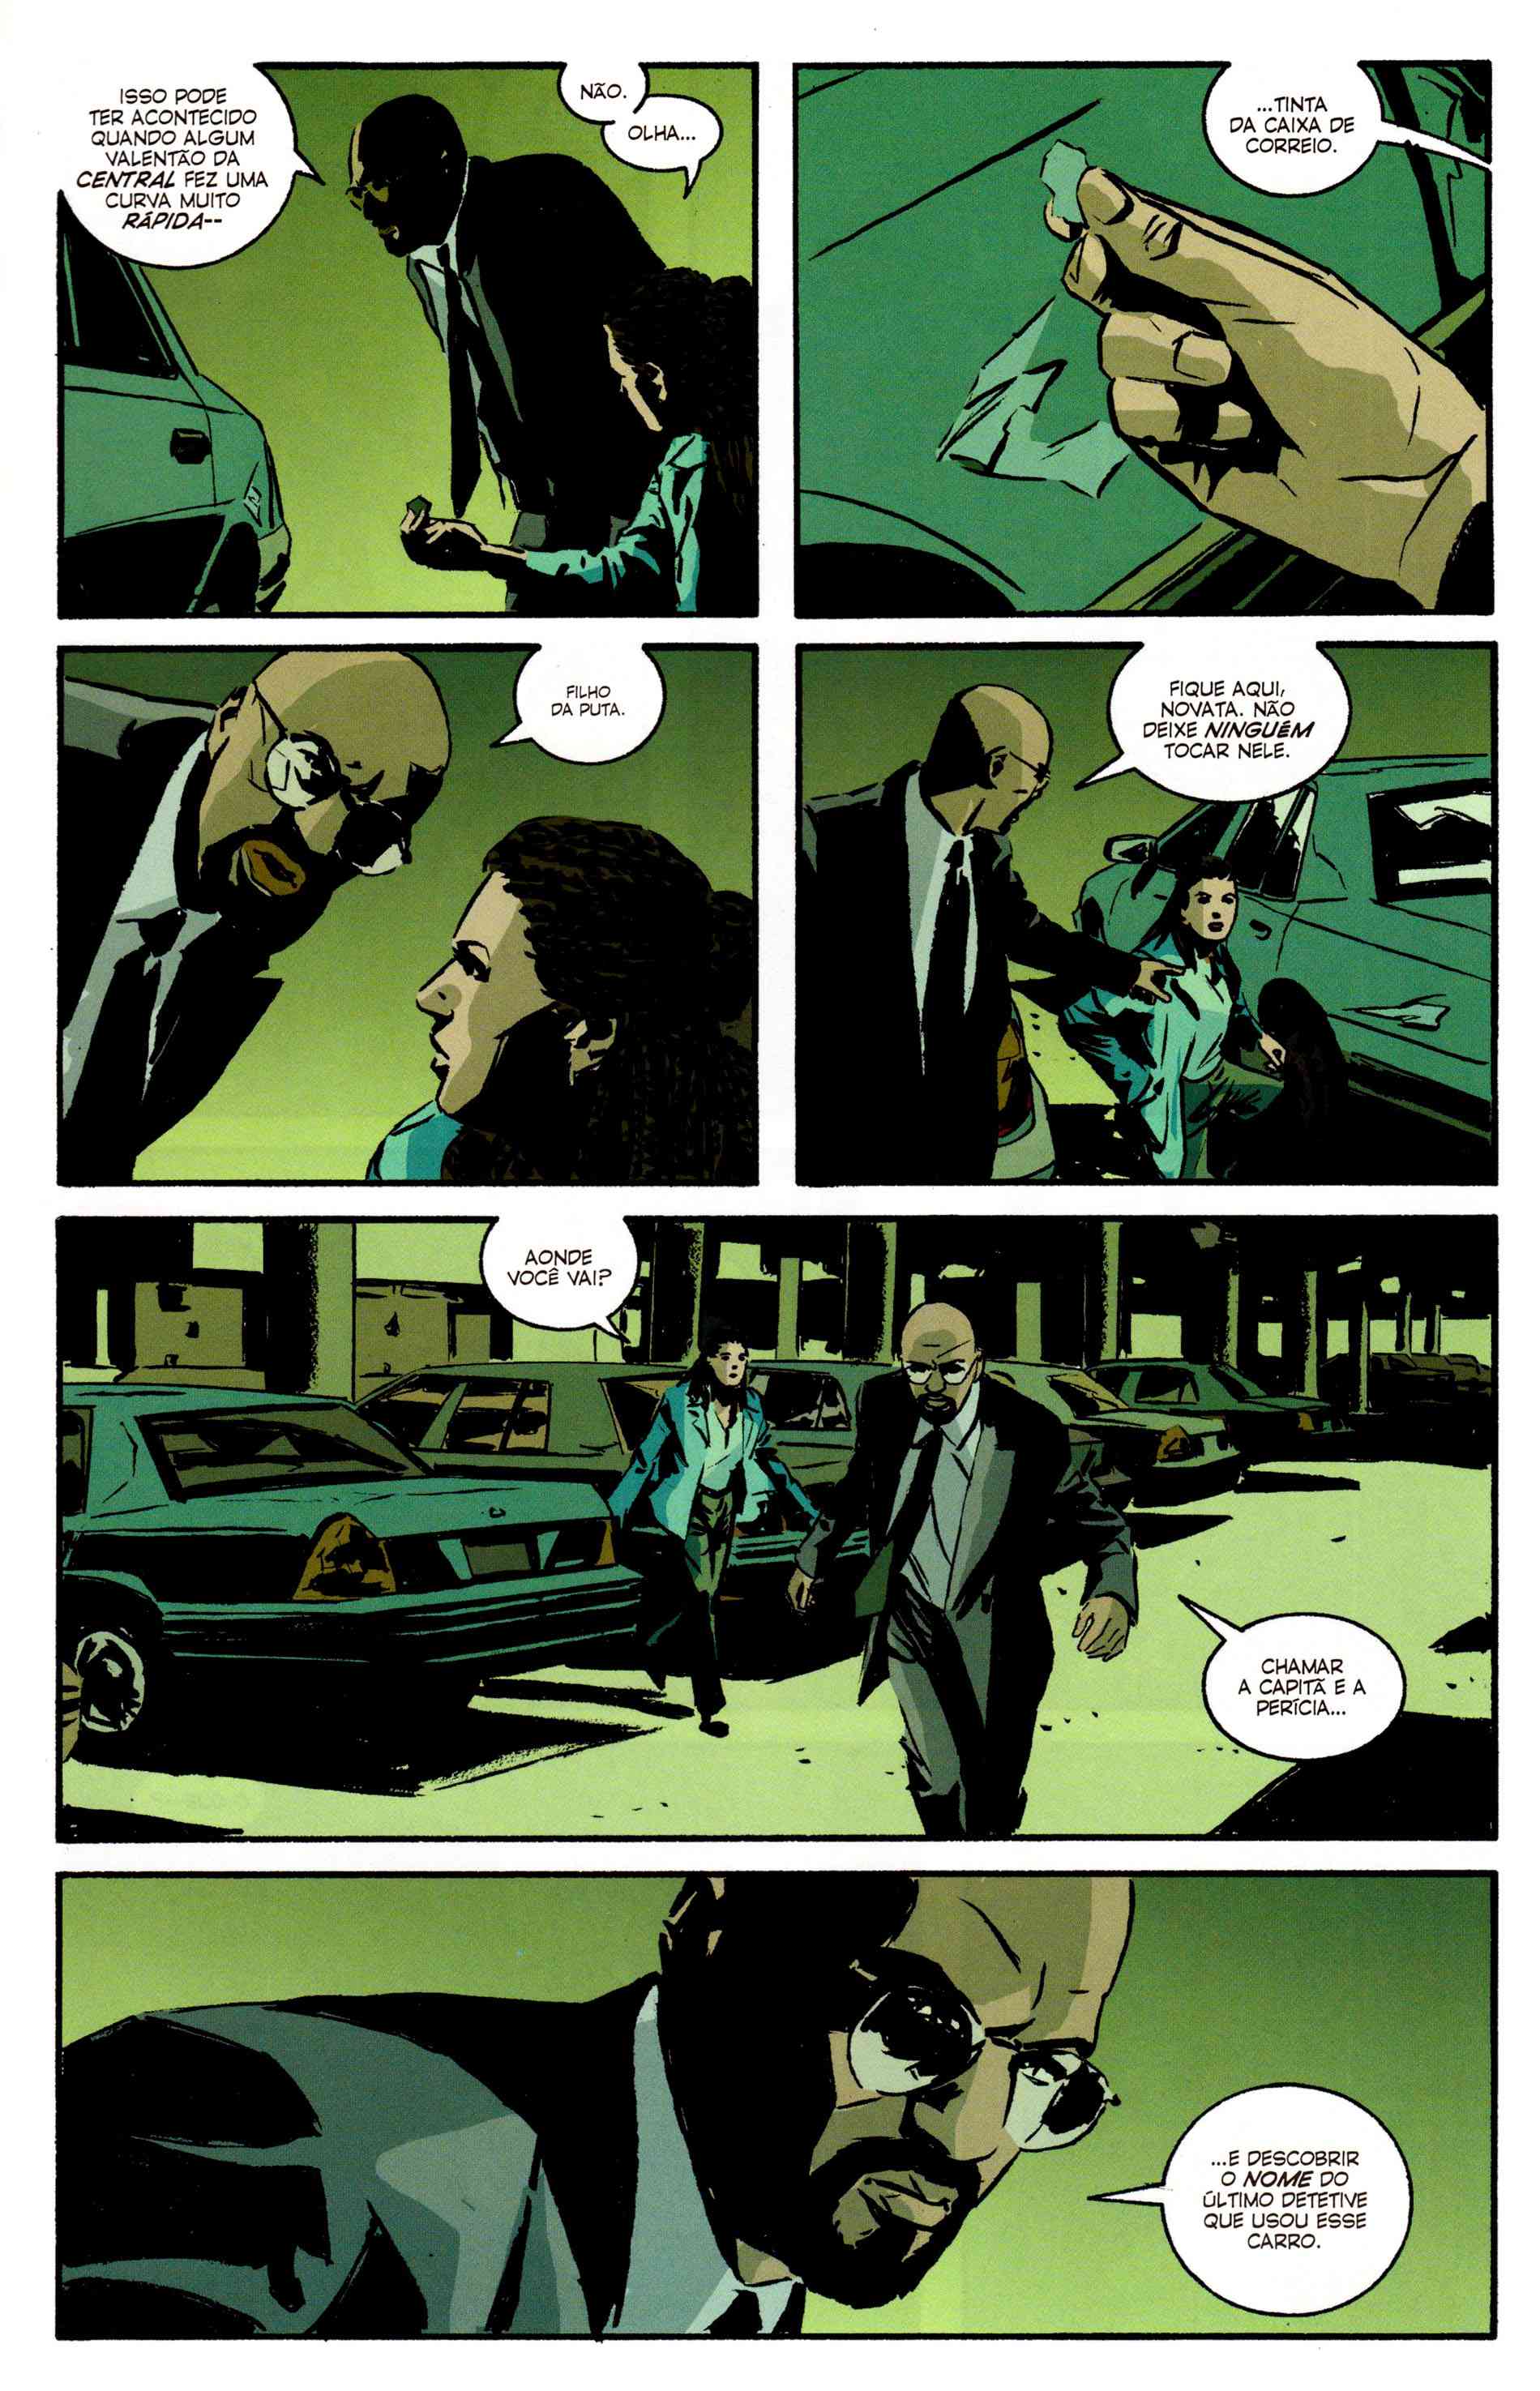 ISSO PODE
TER ACONTECIDO
QUANDO ALGUM
VALENTÃO DA
CENTRAL FEZ UMA
CURVA MUITO
RÁPIDA--
NÃO.
OLHA...
...TINTA
DA CAIXA DE
CORREIO.
FILHO
DA PUTA.
FIQUE AQUI,
NOVATA. NÃO
DEIXE NINGUÉM
TOCAR NELE.
AONDE
VOCÊ VAI?
CHAMAR
A CAPITÃ E A
PERÍCIA...
...E DESCOBRIR
O NOME DO
ÚLTIMO DETETIVE
QUE USOU ESSE
CARRO.